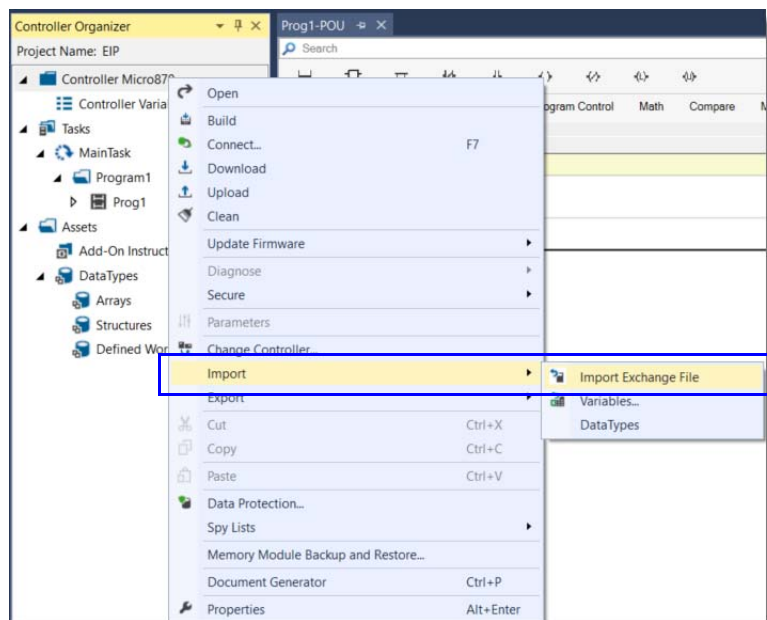 Controller Organizer
Prog1-POU
Project Name: EIP
Search
Controller Micro870
Controller Varia
Tasks
MainTask
Program1
Prog1
Assets
Add-On Instruct
DataTypes
Arrays
Structures
Defined Wor
ogram Control Math Compare M
Open
Build
Connect... F7
Download
Upload
Clean
Update Firmware
Diagnose
Secure
Parameters
Change Controller...
Import
Export
Cut Ctrl+X
Copy Ctrl+C
Paste Ctrl+V
Data Protection...
Spy Lists
Memory Module Backup and Restore...
Document Generator Ctrl+P
Properties Alt+Enter
Import Exchange File
Variables...
DataTypes